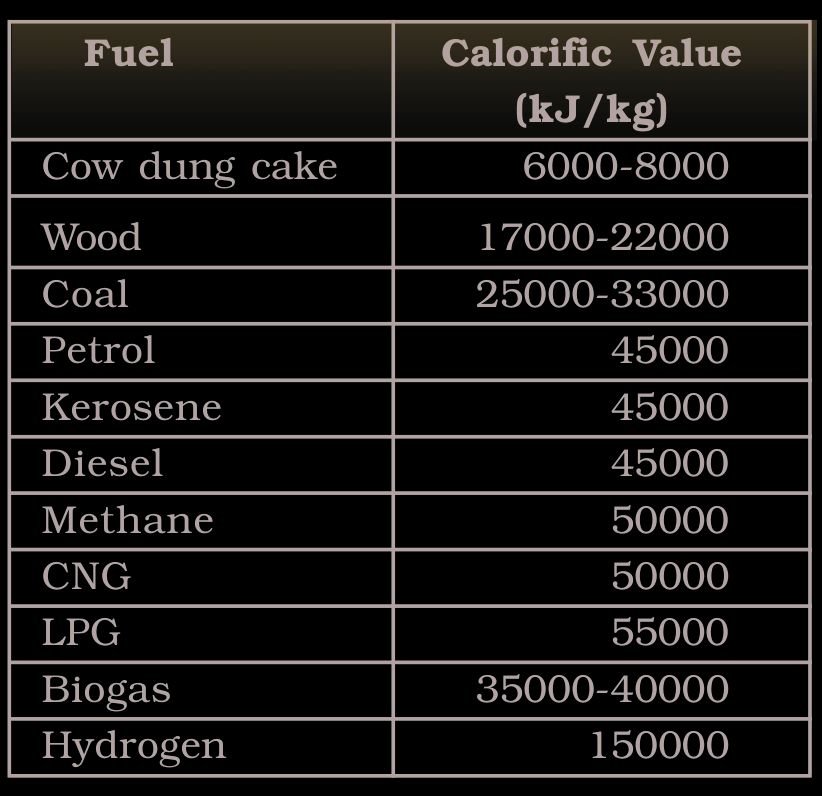 Fuel Calorific Value
(kJ/kg)
Cow dung cake 6000-8000
Wood 17000-22000
Coal 25000-33000
Petrol 45000
Kerosene 45000
Diesel 45000
Methane 50000
CNG 50000
LPG 55000
Biogas 35000-40000
Hydrogen 150000